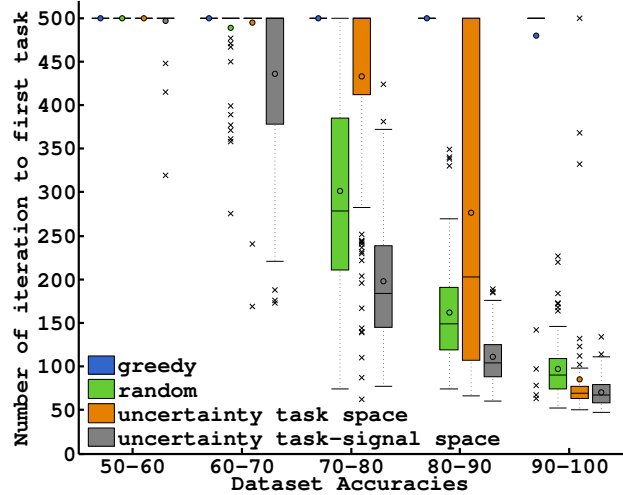 Number of iteration to first task
500
450
400
350
300
250
200
150
100
50
0
greedy
random
uncertainty task space
uncertainty task-signal space
50-60 60-70 70-80 80-90 90-100
Dataset Accuracies